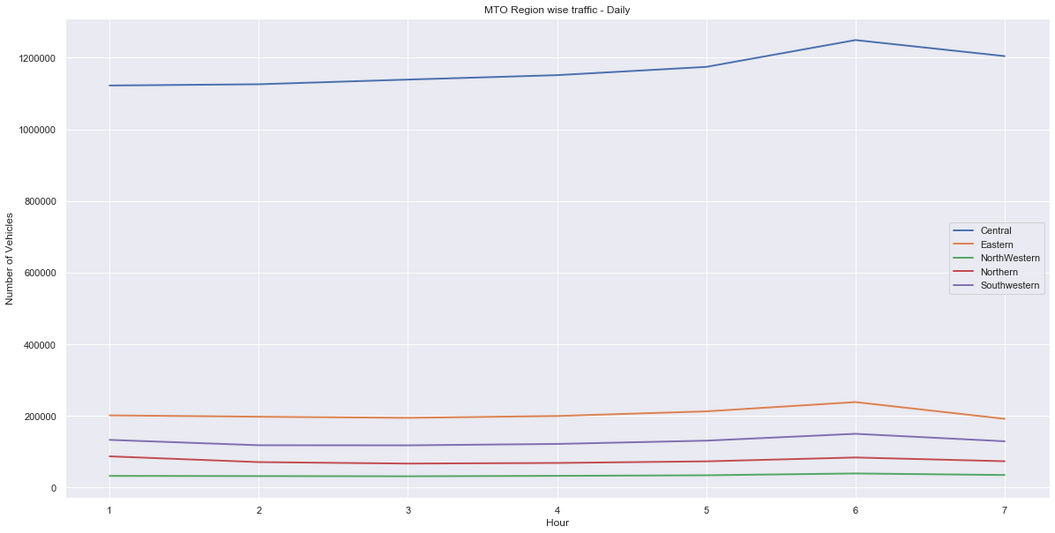 MTO Region wise traffic - Daily
Number of Vehicles
1200000
1000000
800000
600000
400000
200000
0
Central
Eastern
NorthWestern
Northern
Southwestern
1 2 3 4 5 6 7
Hour